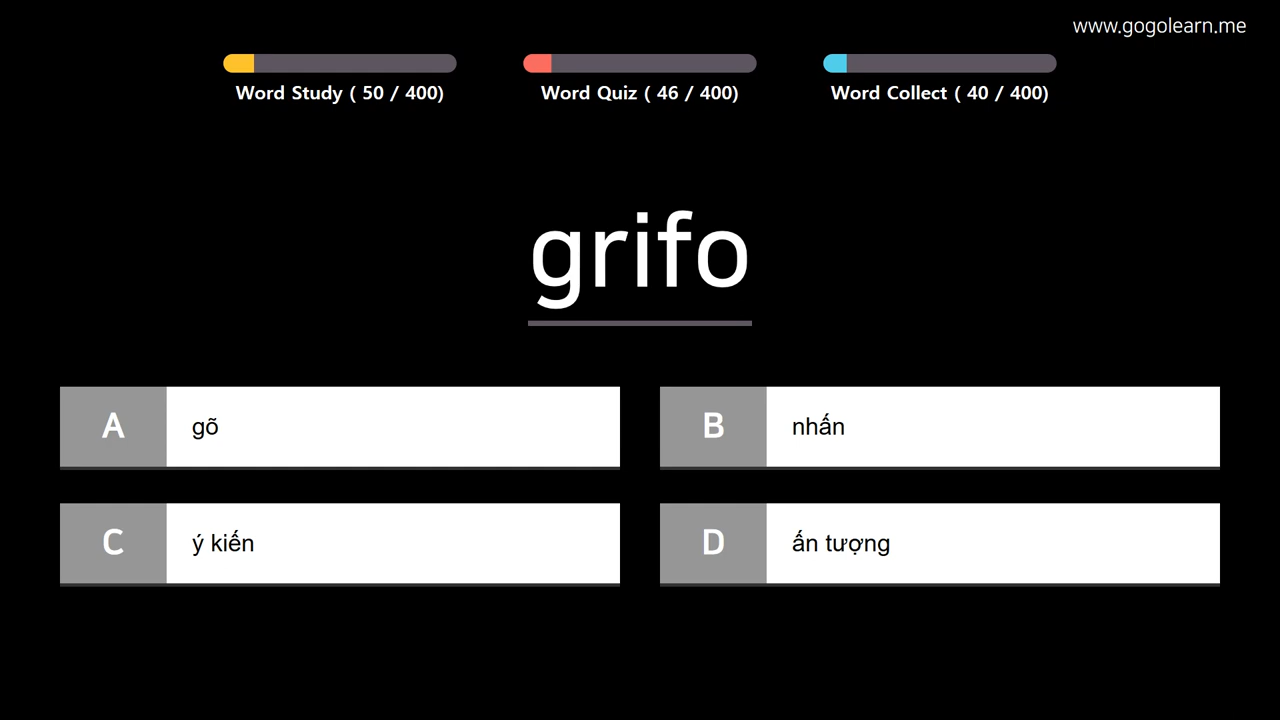 www.gogolearn.me
Word Study ( 50 / 400)
Word Quiz ( 46 / 400)
Word Collect ( 40 / 400)
grifo
A gõ
B nhấn
C ý kiến
D ấn tượng